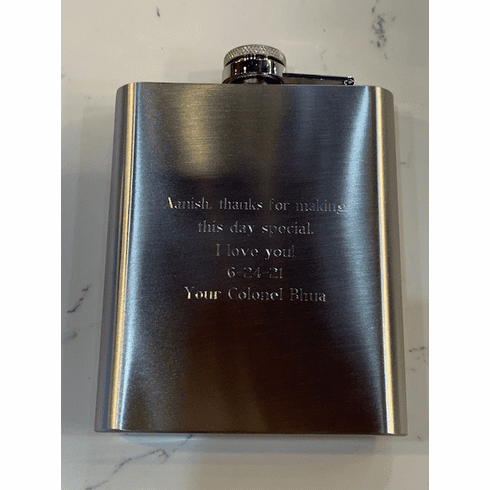 Aanish, thanks for making
this day special.
I love you!
6-24-21
Your Colonel Bhua